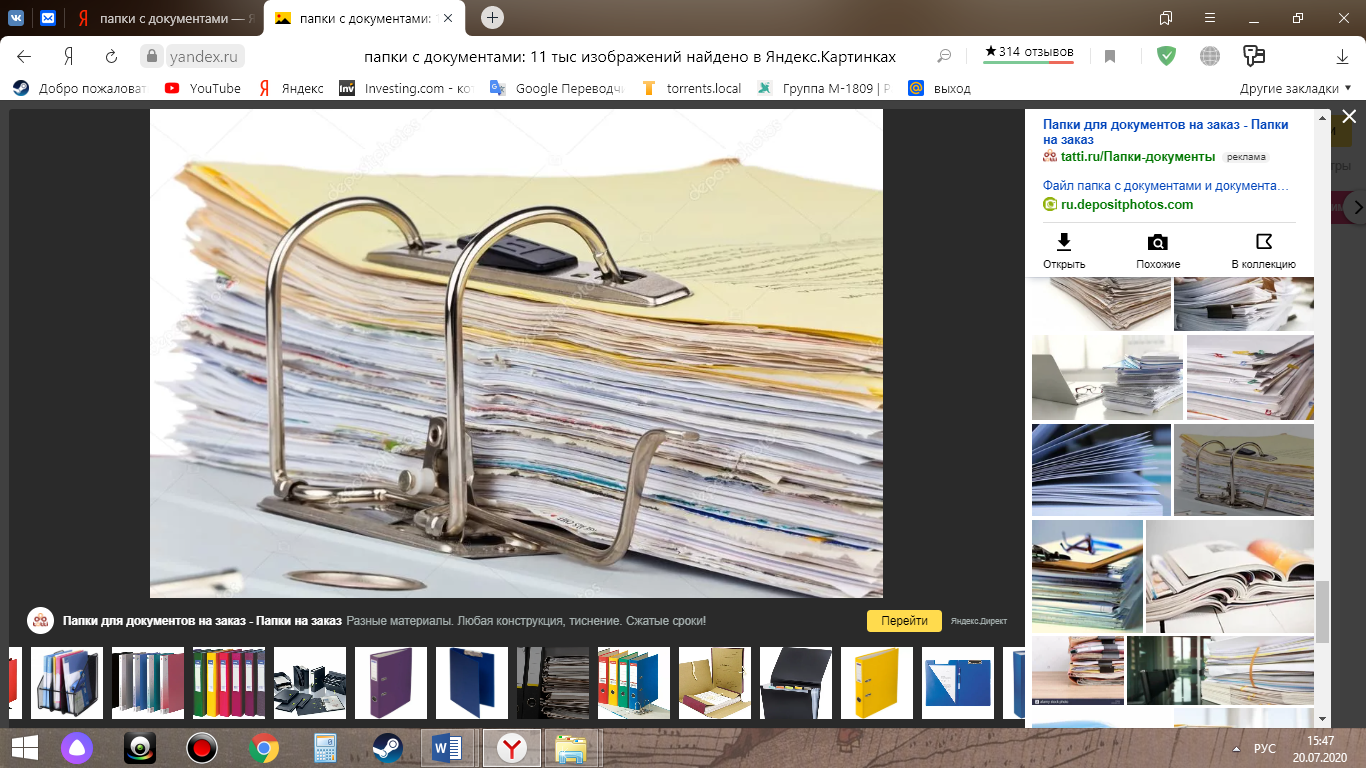 папки с документами — Я
папки с документами: 1
Я
yandex.ru
папки с документами: 11 тыс изображений найдено в Яндекс.Картинках
★314 отзывов
Добро пожаловат
YouTube
Яндекс
Inv
Investing.com - кот
Google Переводчи
torrents.local
Группа М-1809 | Р
выход
Другие закладки
depositphotos
Папки для документов на заказ - Папки
на заказ
tatti.ru/Папки-документы реклама
Файл папка с документами и документа…
ru.depositphotos.com
Открыть
Похожие
В коллекцию
Папки для документов на заказ - Папки на заказ Разные материалы. Любая конструкция, тиснение. Сжатые сроки!
Перейти
Яндекс.Директ
РУС
15:47
20.07.2020